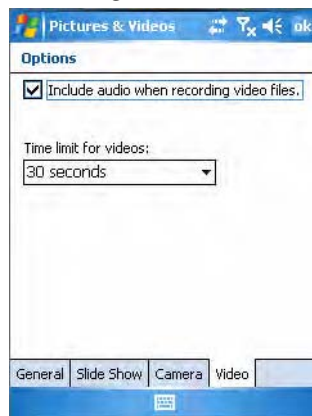 Pictures & Videos ok
Options
Include audio when recording video files.
Time limit for videos:
30 seconds
General Slide Show Camera Video